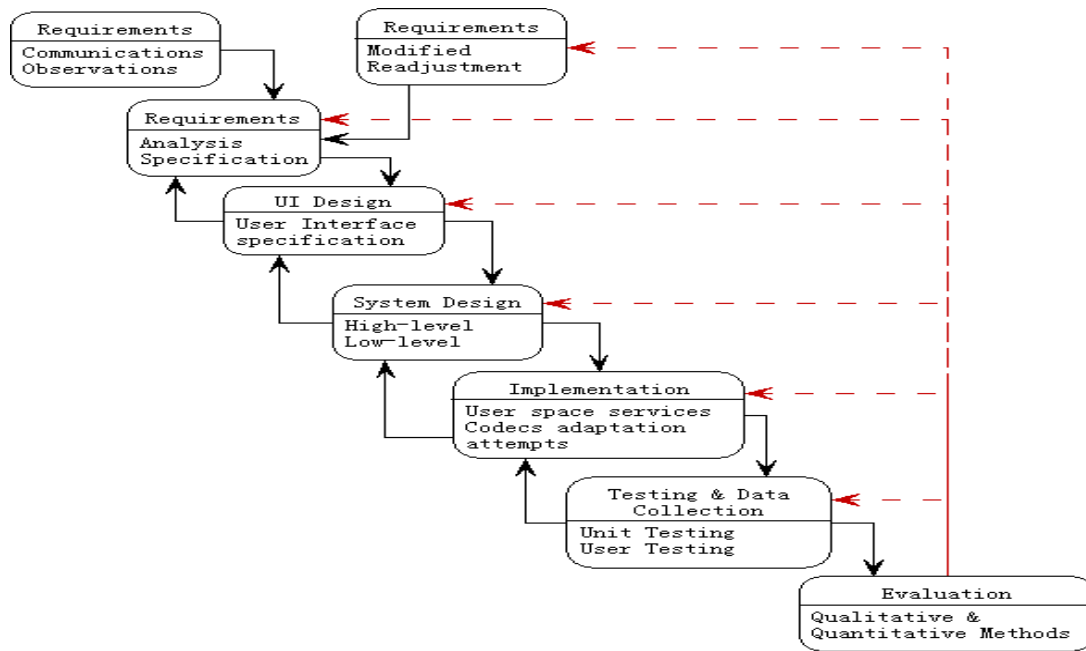 Requirements
Communications
Observations
Requirements
Modified
Readjustment
Requirements
Analysis
Specification
UI Design
User Interface
specification
System Design
High-level
Low-level
Implementation
User space services
Codecs adaptation
attempts
Testing & Data
Collection
Unit Testing
User Testing
Evaluation
Qualitative &
Quantitative Methods